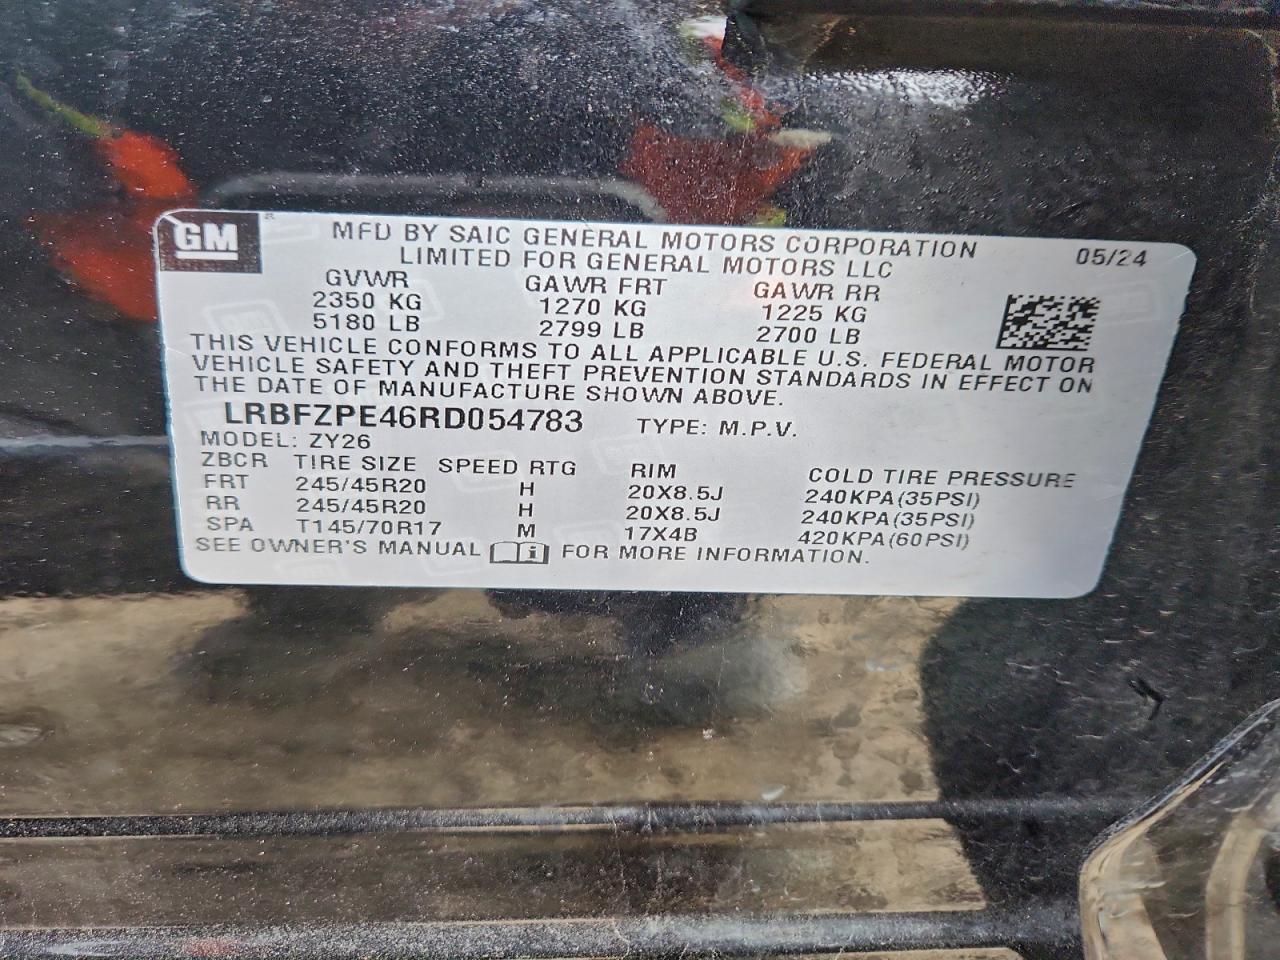 GM ® MFD BY SAIC GENERAL MOTORS CORPORATION 05/24
LIMITED FOR GENERAL MOTORS LLC
GVWR GAWR FRT GAWR RR
2350 KG 1270 KG 1225 KG
5180 LB 2799 LB 2700 LB
THIS VEHICLE CONFORMS TO ALL APPLICABLE U.S. FEDERAL MOTOR
VEHICLE SAFETY AND THEFT PREVENTION STANDARDS IN EFFECT ON
THE DATE OF MANUFACTURE SHOWN ABOVE.
LRBFZPE46RD054783 TYPE: M.P.V.
MODEL: ZY26
ZBCR TIRE SIZE SPEED RTG RIM COLD TIRE PRESSURE
FRT 245/45R20 H 20X8.5J 240KPA(35PSI)
RR 245/45R20 H 20X8.5J 240KPA(35PSI)
SPA T145/70R17 M 17X4B 420KPA(60PSI)
SEE OWNER'S MANUAL i FOR MORE INFORMATION.